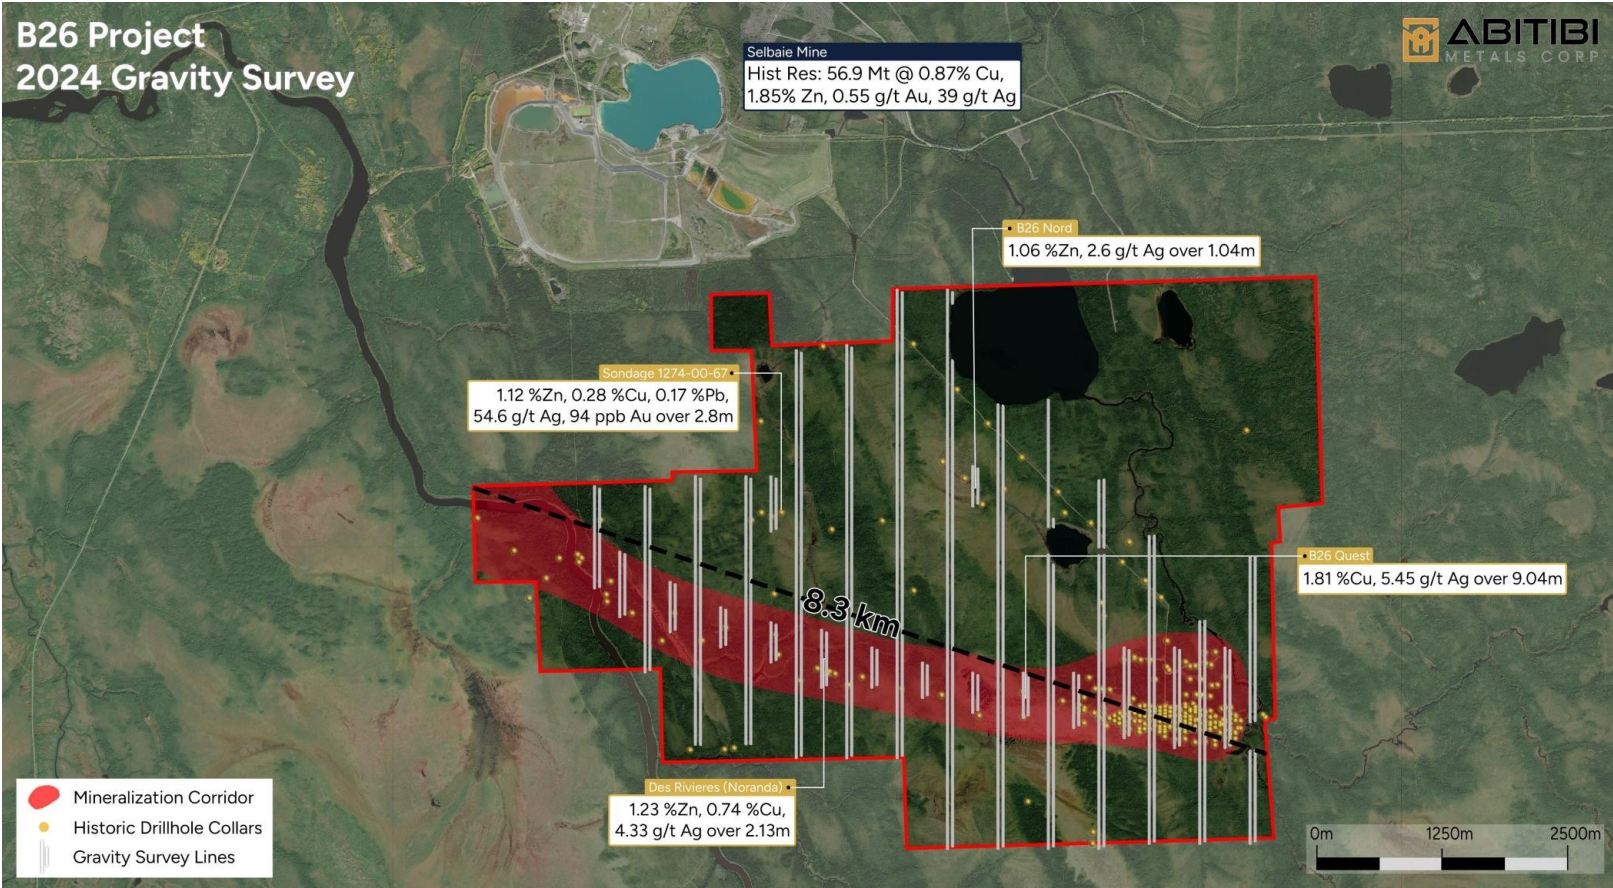 B26 Project
2024 Gravity Survey
ABITIBI
METALS CORP
Selbaie Mine
Hist Res: 56.9 Mt @ 0.87% Cu,
1.85% Zn, 0.55 g/t Au, 39 g/t Ag
B26 Nord
1.06 %Zn, 2.6 g/t Ag over 1.04m
Sondage 1274-00-67
1.12 %Zn, 0.28 %Cu, 0.17 %Pb,
54.6 g/t Ag, 94 ppb Au over 2.8m
B26 Quest
1.81 %Cu, 5.45 g/t Ag over 9.04m
8.3 km
Des Rivieres (Noranda)
1.23 %Zn, 0.74 %Cu,
4.33 g/t Ag over 2.13m
Mineralization Corridor
Historic Drillhole Collars
Gravity Survey Lines
0m 1250m 2500m